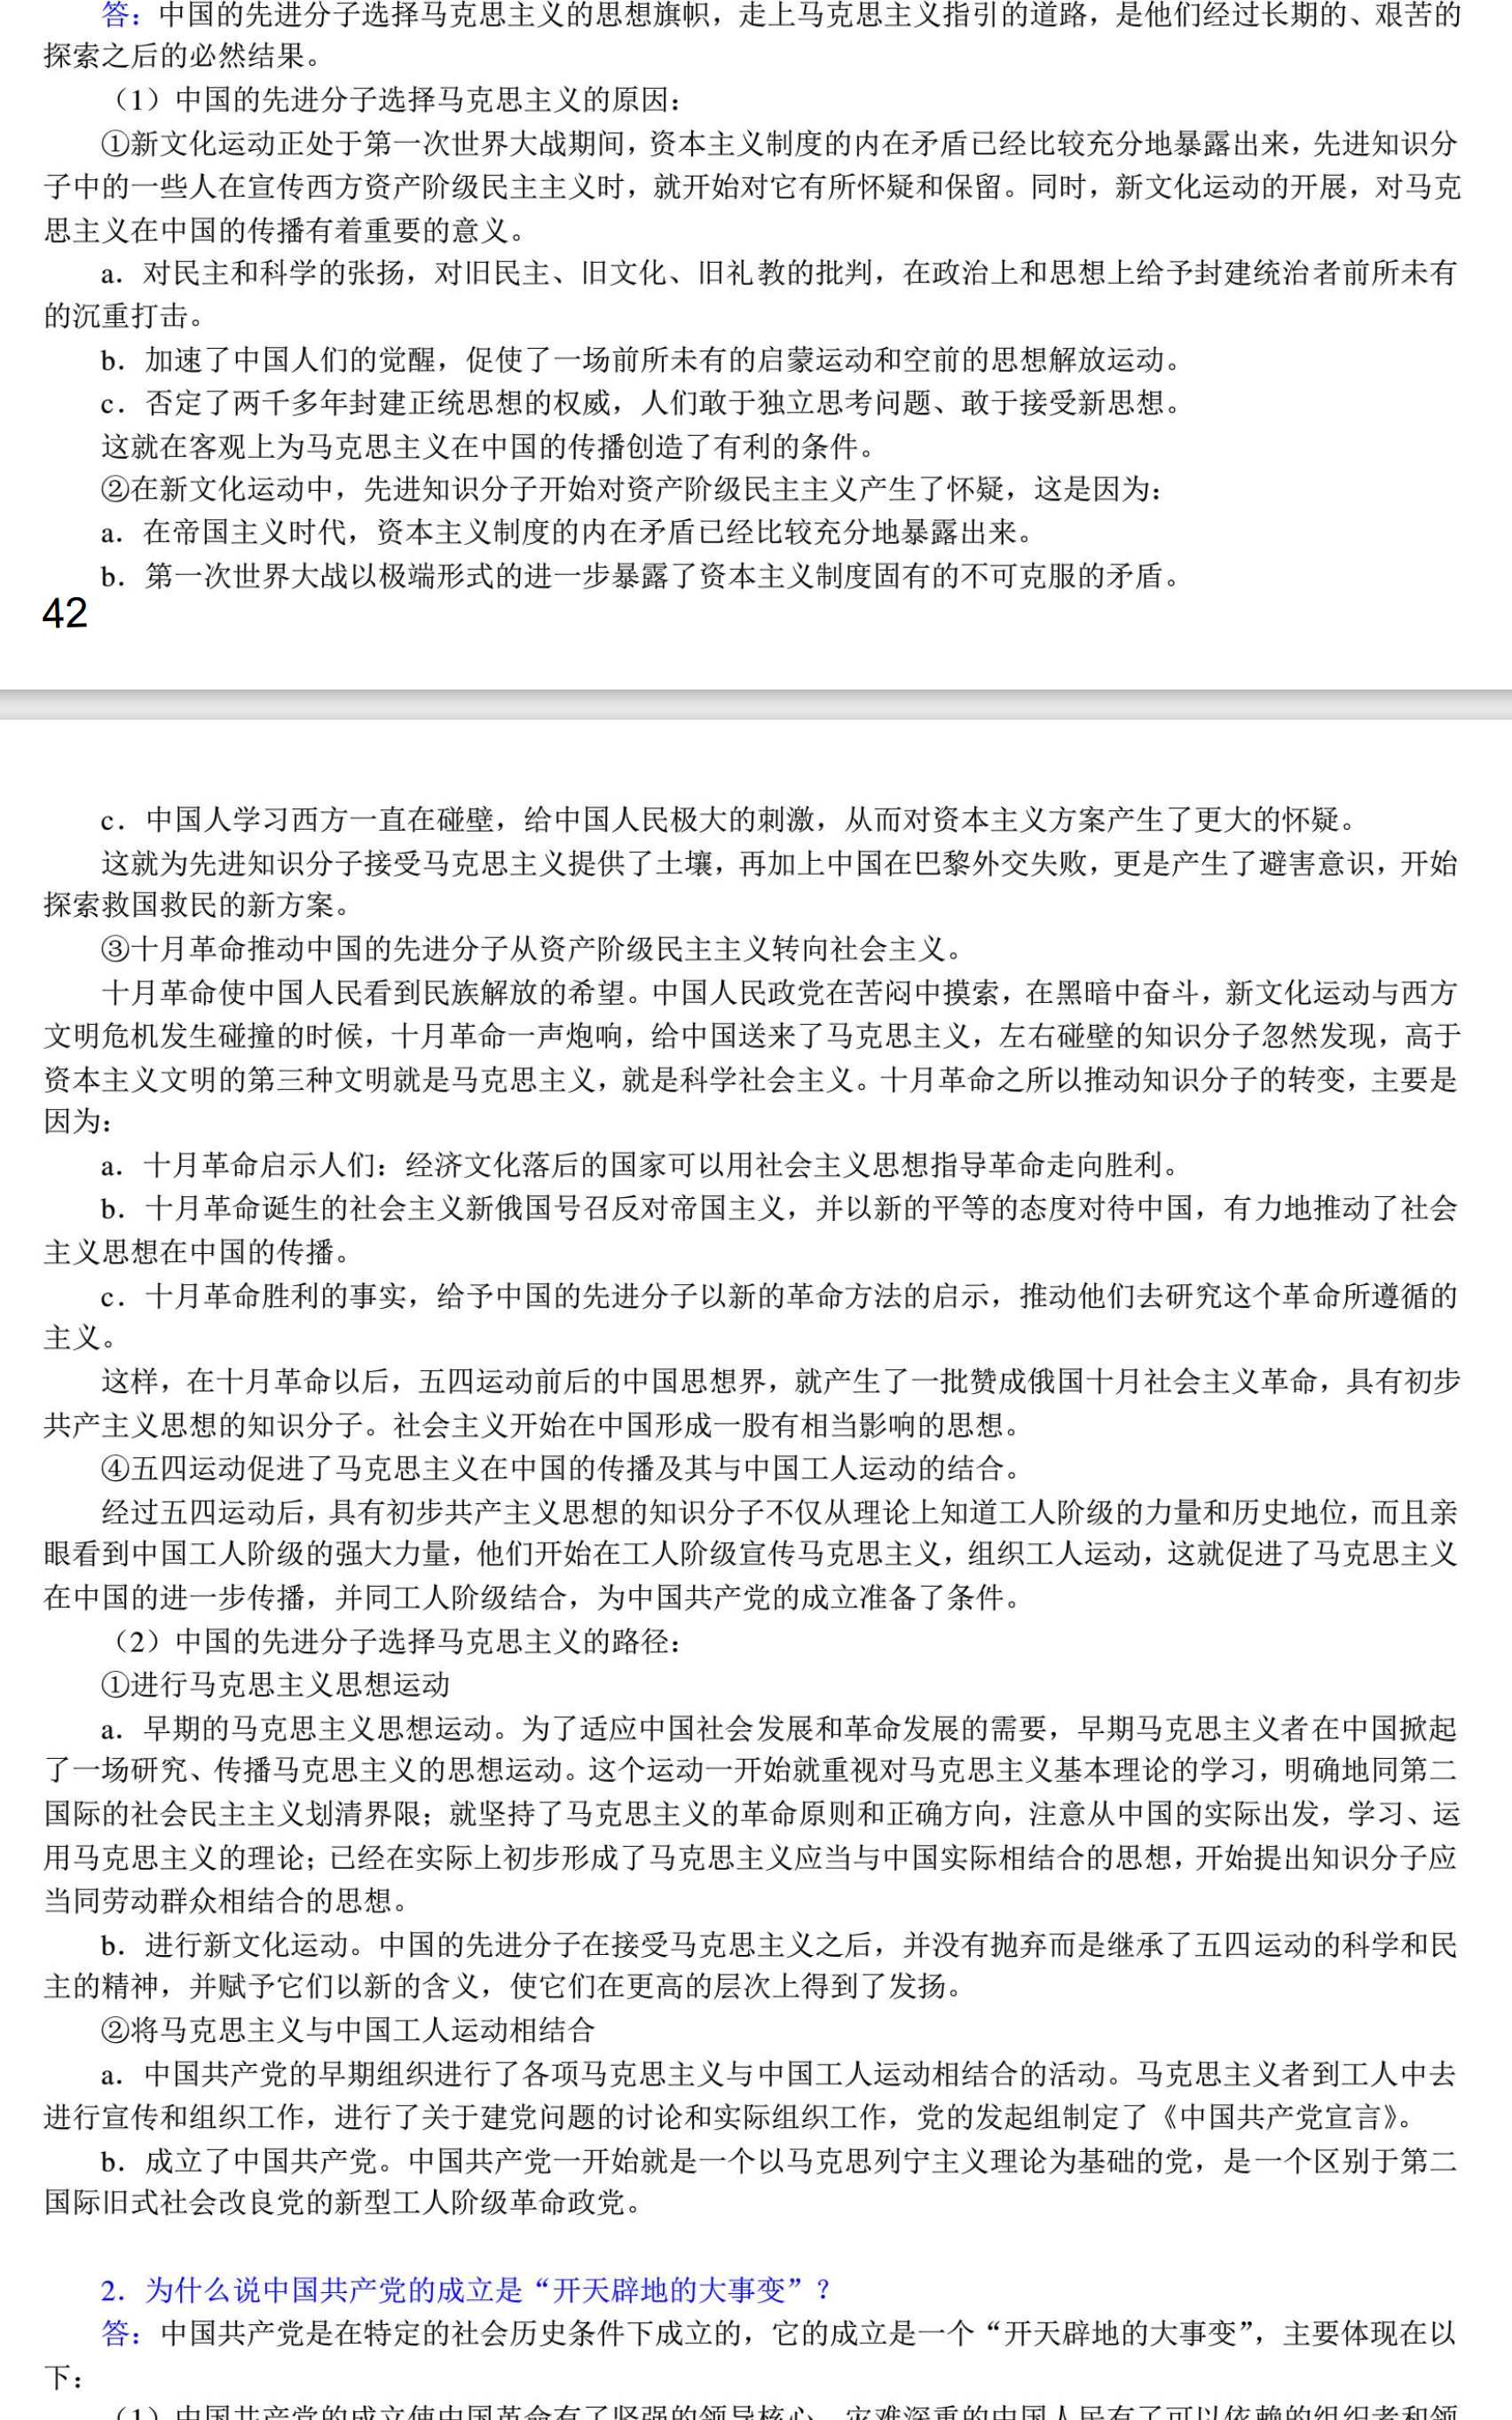 答：中国的先进分子选择马克思主义的思想旗帜，走上马克思主义指引的道路，是他们经过长期的、艰苦的
探索之后的必然结果。
（1）中国的先进分子选择马克思主义的原因：
①新文化运动正处于第一次世界大战期间，资本主义制度的内在矛盾已经比较充分地暴露出来，先进知识分
子中的一些人在宣传西方资产阶级民主主义时，就开始对它有所怀疑和保留。同时，新文化运动的开展，对马克
思主义在中国的传播有着重要的意义。
a．对民主和科学的张扬，对旧民主、旧文化、旧礼教的批判，在政治上和思想上给予封建统治者前所未有
的沉重打击。
b．加速了中国人们的觉醒，促使了一场前所未有的启蒙运动和空前的思想解放运动。
c．否定了两千多年封建正统思想的权威，人们敢于独立思考问题、敢于接受新思想。
这就在客观上为马克思主义在中国的传播创造了有利的条件。
②在新文化运动中，先进知识分子开始对资产阶级民主主义产生了怀疑，这是因为：
a．在帝国主义时代，资本主义制度的内在矛盾已经比较充分地暴露出来。
b．第一次世界大战以极端形式的进一步暴露了资本主义制度固有的不可克服的矛盾。
42
c．中国人学习西方一直在碰壁，给中国人民极大的刺激，从而对资本主义方案产生了更大的怀疑。
这就为先进知识分子接受马克思主义提供了土壤，再加上中国在巴黎外交失败，更是产生了避害意识，开始
探索救国救民的新方案。
③十月革命推动中国的先进分子从资产阶级民主主义转向社会主义。
十月革命使中国人民看到民族解放的希望。中国人民政党在苦闷中摸索，在黑暗中奋斗，新文化运动与西方
文明危机发生碰撞的时候，十月革命一声炮响，给中国送来了马克思主义，左右碰壁的知识分子忽然发现，高于
资本主义文明的第三种文明就是马克思主义，就是科学社会主义。十月革命之所以推动知识分子的转变，主要是
因为：
a．十月革命启示人们：经济文化落后的国家可以用社会主义思想指导革命走向胜利。
b．十月革命诞生的社会主义新俄国号召反对帝国主义，并以新的平等的态度对待中国，有力地推动了社会
主义思想在中国的传播。
c．十月革命胜利的事实，给予中国的先进分子以新的革命方法的启示，推动他们去研究这个革命所遵循的
主义。
这样，在十月革命以后，五四运动前后的中国思想界，就产生了一批赞成俄国十月社会主义革命，具有初步
共产主义思想的知识分子。社会主义开始在中国形成一股有相当影响的思想。
④五四运动促进了马克思主义在中国的传播及其与中国工人运动的结合。
经过五四运动后，具有初步共产主义思想的知识分子不仅从理论上知道工人阶级的力量和历史地位，而且亲
眼看到中国工人阶级的强大力量，他们开始在工人阶级宣传马克思主义，组织工人运动，这就促进了马克思主义
在中国的进一步传播，并同工人阶级结合，为中国共产党的成立准备了条件。
（2）中国的先进分子选择马克思主义的路径：
①进行马克思主义思想运动
a．早期的马克思主义思想运动。为了适应中国社会发展和革命发展的需要，早期马克思主义者在中国掀起
了一场研究、传播马克思主义的思想运动。这个运动一开始就重视对马克思主义基本理论的学习，明确地同第二
国际的社会民主主义划清界限；就坚持了马克思主义的革命原则和正确方向，注意从中国的实际出发，学习、运
用马克思主义的理论；已经在实际上初步形成了马克思主义应当与中国实际相结合的思想，开始提出知识分子应
当同劳动群众相结合的思想。
b．进行新文化运动。中国的先进分子在接受马克思主义之后，并没有抛弃而是继承了五四运动的科学和民
主的精神，并赋予它们以新的含义，使它们在更高的层次上得到了发扬。
②将马克思主义与中国工人运动相结合
a．中国共产党的早期组织进行了各项马克思主义与中国工人运动相结合的活动。马克思主义者到工人中去
进行宣传和组织工作，进行了关于建党问题的讨论和实际组织工作，党的发起组制定了《中国共产党宣言》。
b．成立了中国共产党。中国共产党一开始就是一个以马克思列宁主义理论为基础的党，是一个区别于第二
国际旧式社会改良党的新型工人阶级革命政党。
2．为什么说中国共产党的成立是“开天辟地的大事变”？
答：中国共产党是在特定的社会历史条件下成立的，它的成立是一个“开天辟地的大事变”，主要体现在以
下：
（1）中国共产党的成立使中国革命有了坚强的领导核心，灾难深重的中国人民有了可以依赖的组织者和领